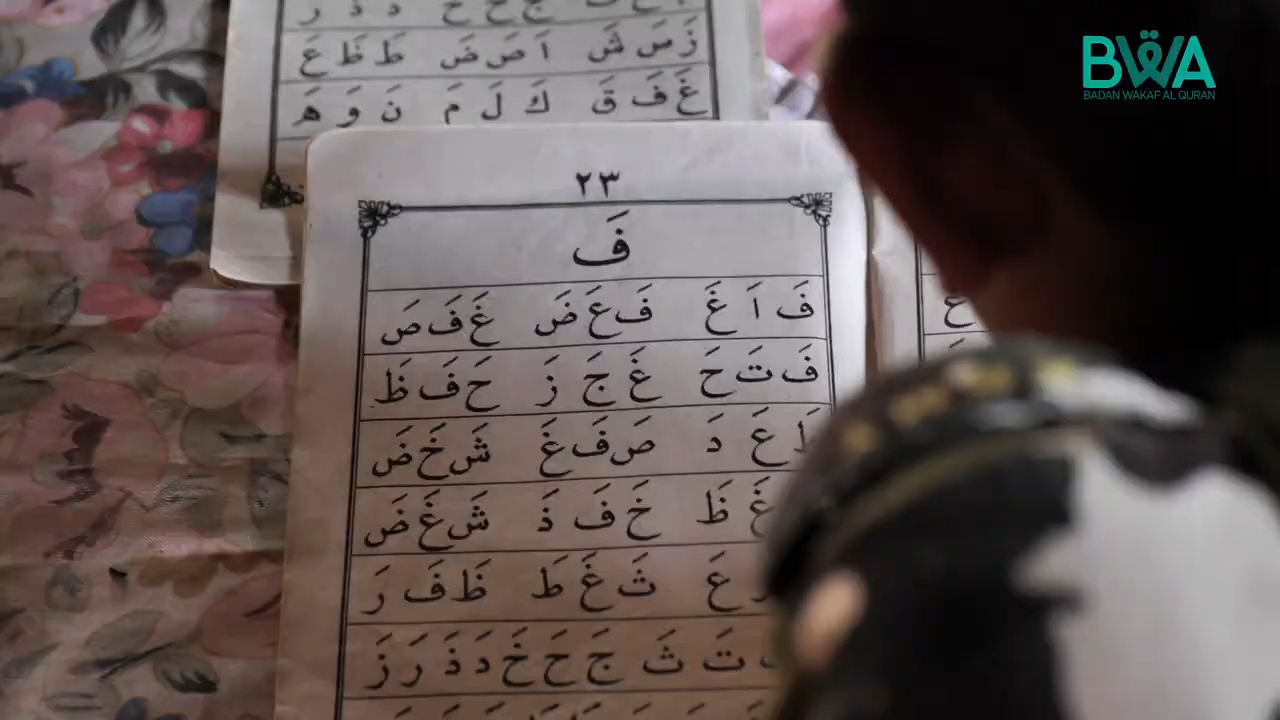 BWA
BADAN WAKAF AL QURAN
زَ سَ شَ اَ صَ ضَ طَ ظَ عَ
غَ فَ قَ كَ لَ مَ نَ وَ هَ
٢٣
فَ
فَ اَ غَ فَ عَ ضَ غَ فَ صَ
فَ تَ حَ غَ جَ زَ حَ فَ ظَ
عَ دَ صَ فَ غَ شَ خَ ضَ
غَ ظَ خَ فَ ذَ شَ غَ ضَ
عَ ثَ غَ طَ ظَ فَ رَ
تَ ثَ جَ حَ خَ دَ ذَ رَ زَ